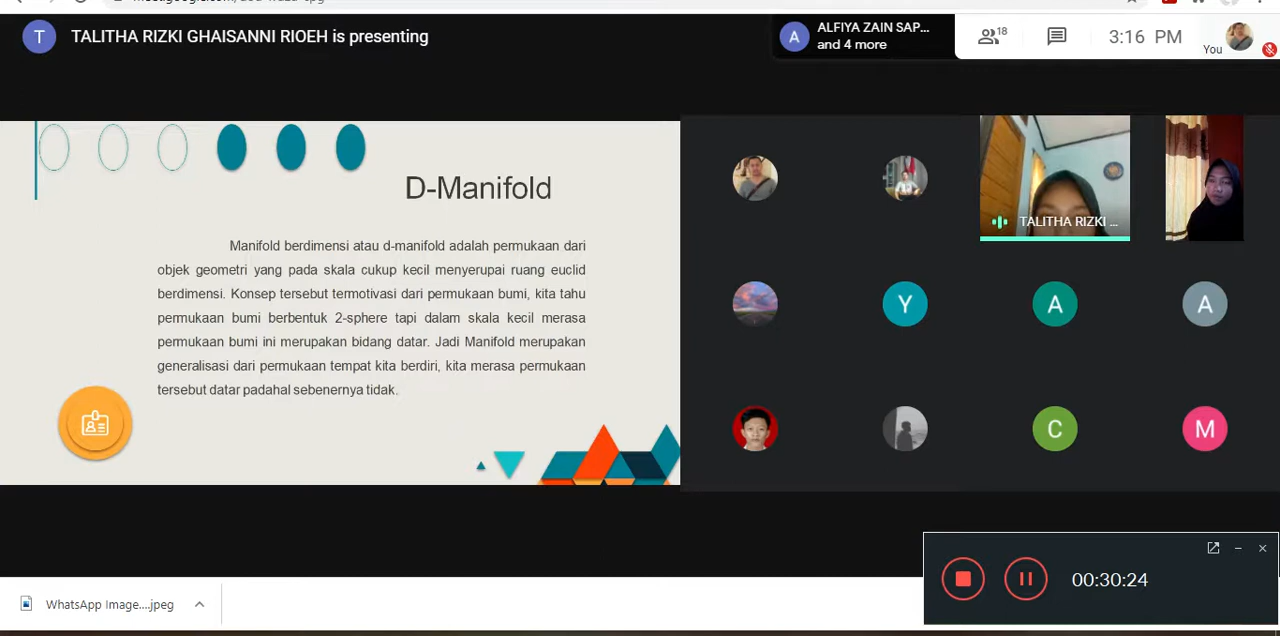 TALITHA RIZKI GHAISANNI RIOEH is presenting
A
ALFIYA ZAIN SAP...
and 4 more
18
3:16 PM
You
T
D-Manifold
Manifold berdimensi atau d-manifold adalah permukaan dari
objek geometri yang pada skala cukup kecil menyerupai ruang euclid
berdimensi. Konsep tersebut termotivasi dari permukaan bumi, kita tahu
permukaan bumi berbentuk 2-sphere tapi dalam skala kecil merasa
permukaan bumi ini merupakan bidang datar. Jadi Manifold merupakan
generalisasi dari permukaan tempat kita berdiri, kita merasa permukaan
tersebut datar padahal sebenernya tidak.
TALITHA RIZKI ...
Y
A
A
C
M
00:30:24
WhatsApp Image....jpeg